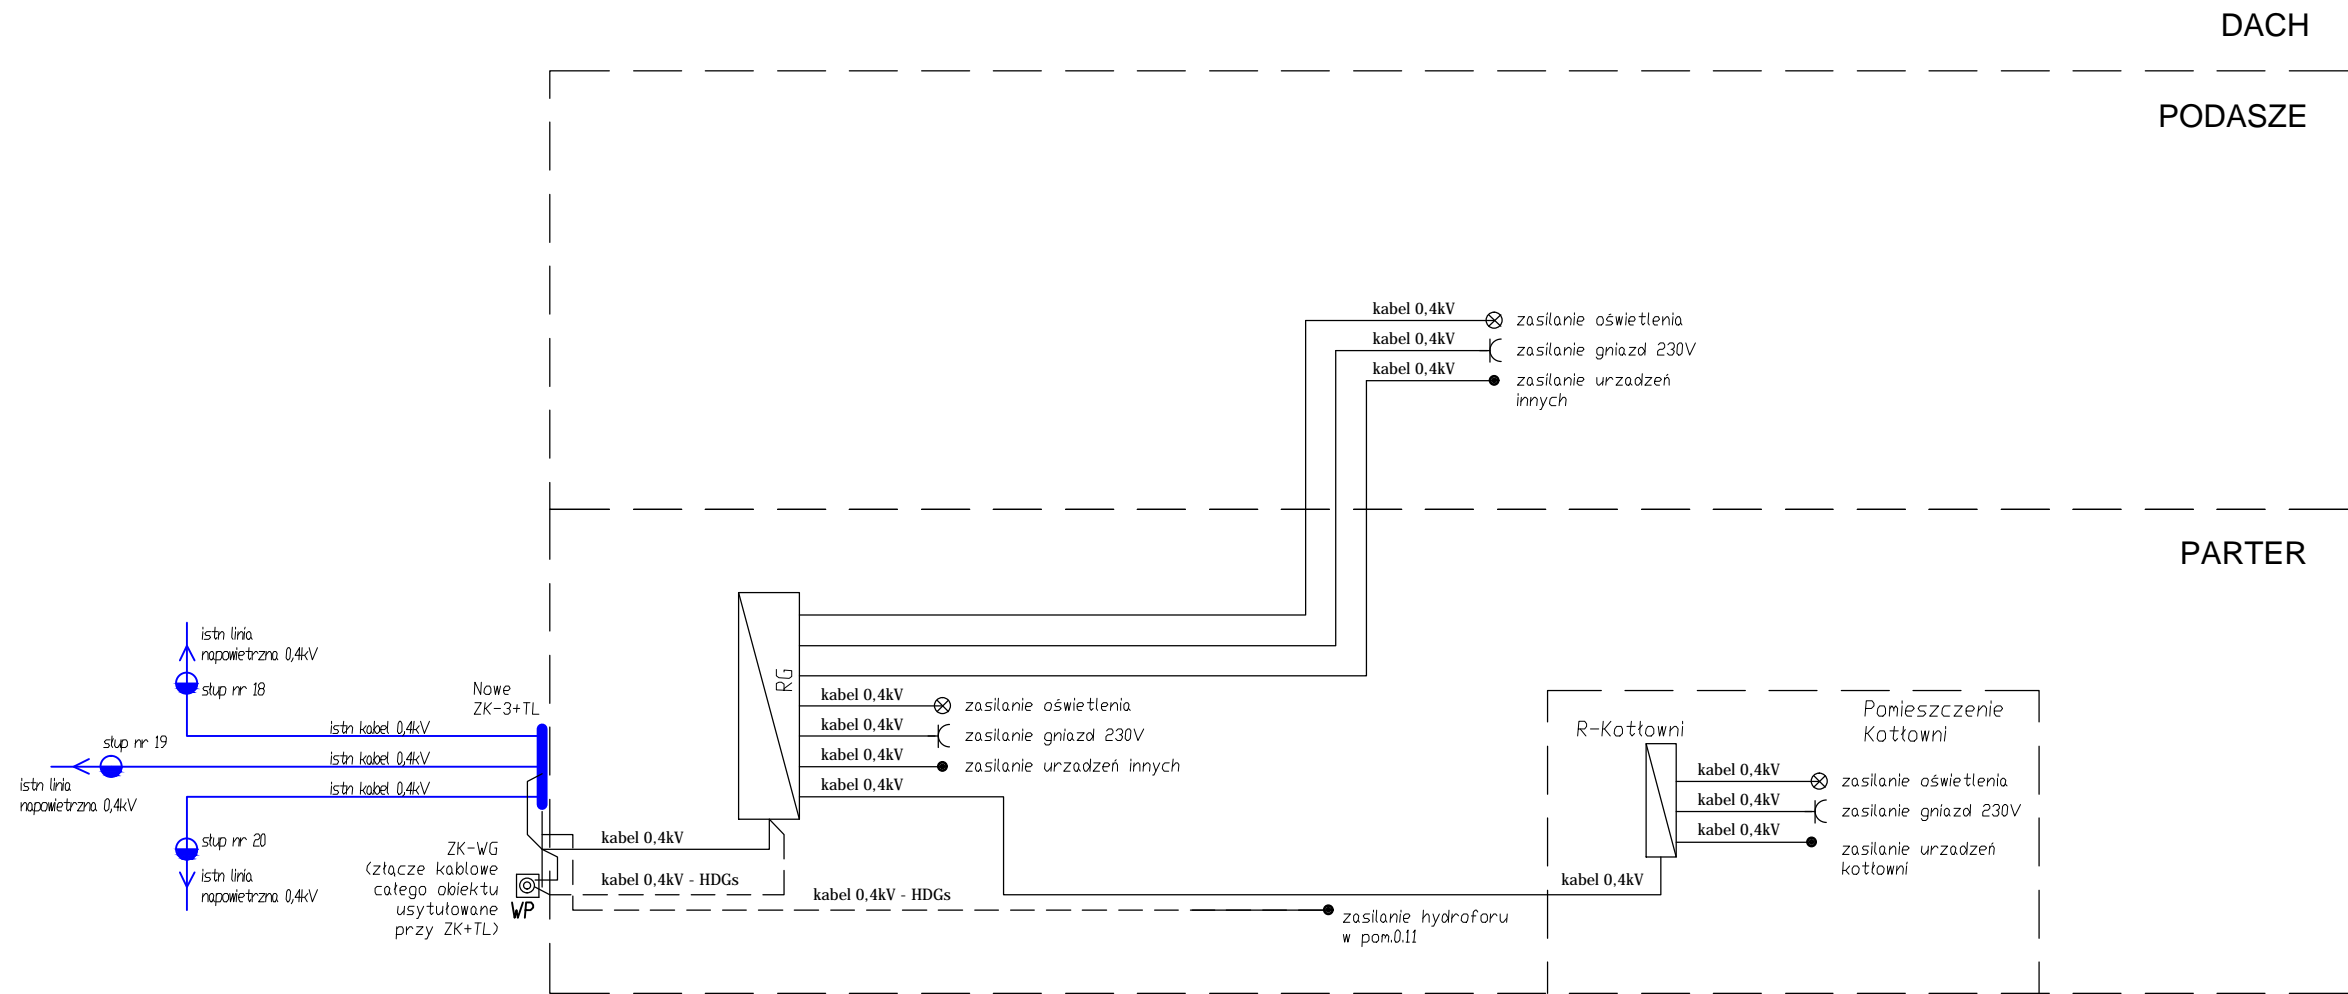 DACH
PODASZE
kabel 0,4kV
zasilanie oświetlenia
kabel 0,4kV
zasilanie gniazd 230V
kabel 0,4kV
zasilanie urzadzeń
innych
PARTER
istn linia
napowietrzna 0,4kV
słup nr 18
Nowe
ZK-3+TL
istn kabel 0,4kV
słup nr 19
istn kabel 0,4kV
istn linia
napowietrzna 0,4kV
istn kabel 0,4kV
słup nr 20
istn linia
napowietrzna 0,4kV
ZK-WG
(złącze kablowe
całego obiektu
usytułowane
przy ZK+TL)
WP
RG
kabel 0,4kV
zasilanie oświetlenia
kabel 0,4kV
zasilanie gniazd 230V
kabel 0,4kV
zasilanie urzadzeń innych
kabel 0,4kV
kabel 0,4kV
kabel 0,4kV - HDGs
kabel 0,4kV - HDGs
zasilanie hydroforu
w pom.0.11
kabel 0,4kV
R-Kotłowni
Pomieszczenie
Kotłowni
kabel 0,4kV
zasilanie oświetlenia
kabel 0,4kV
zasilanie gniazd 230V
kabel 0,4kV
zasilanie urzadzeń
kotłowni